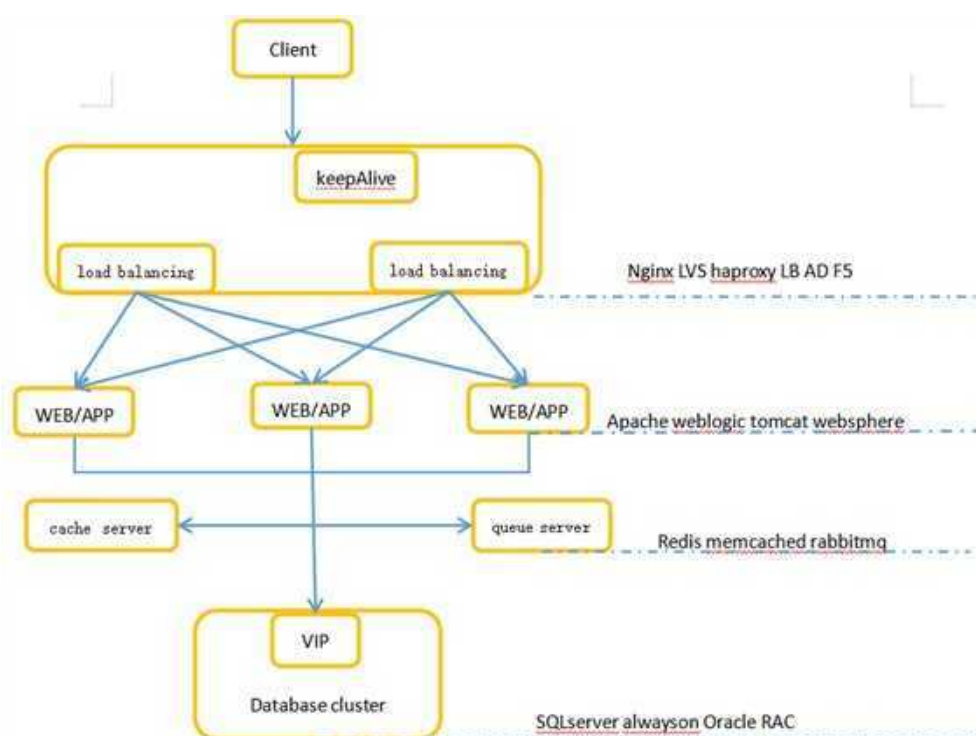 Client
keepAlive
load balancing
load balancing
Nginx LVS haproxy LB AD F5
WEB/APP
WEB/APP
WEB/APP
Apache weblogic tomcat websphere
cache server
queue server
Redis memcached rabbitmq
VIP
Database cluster
SQLserver alwayson Oracle RAC